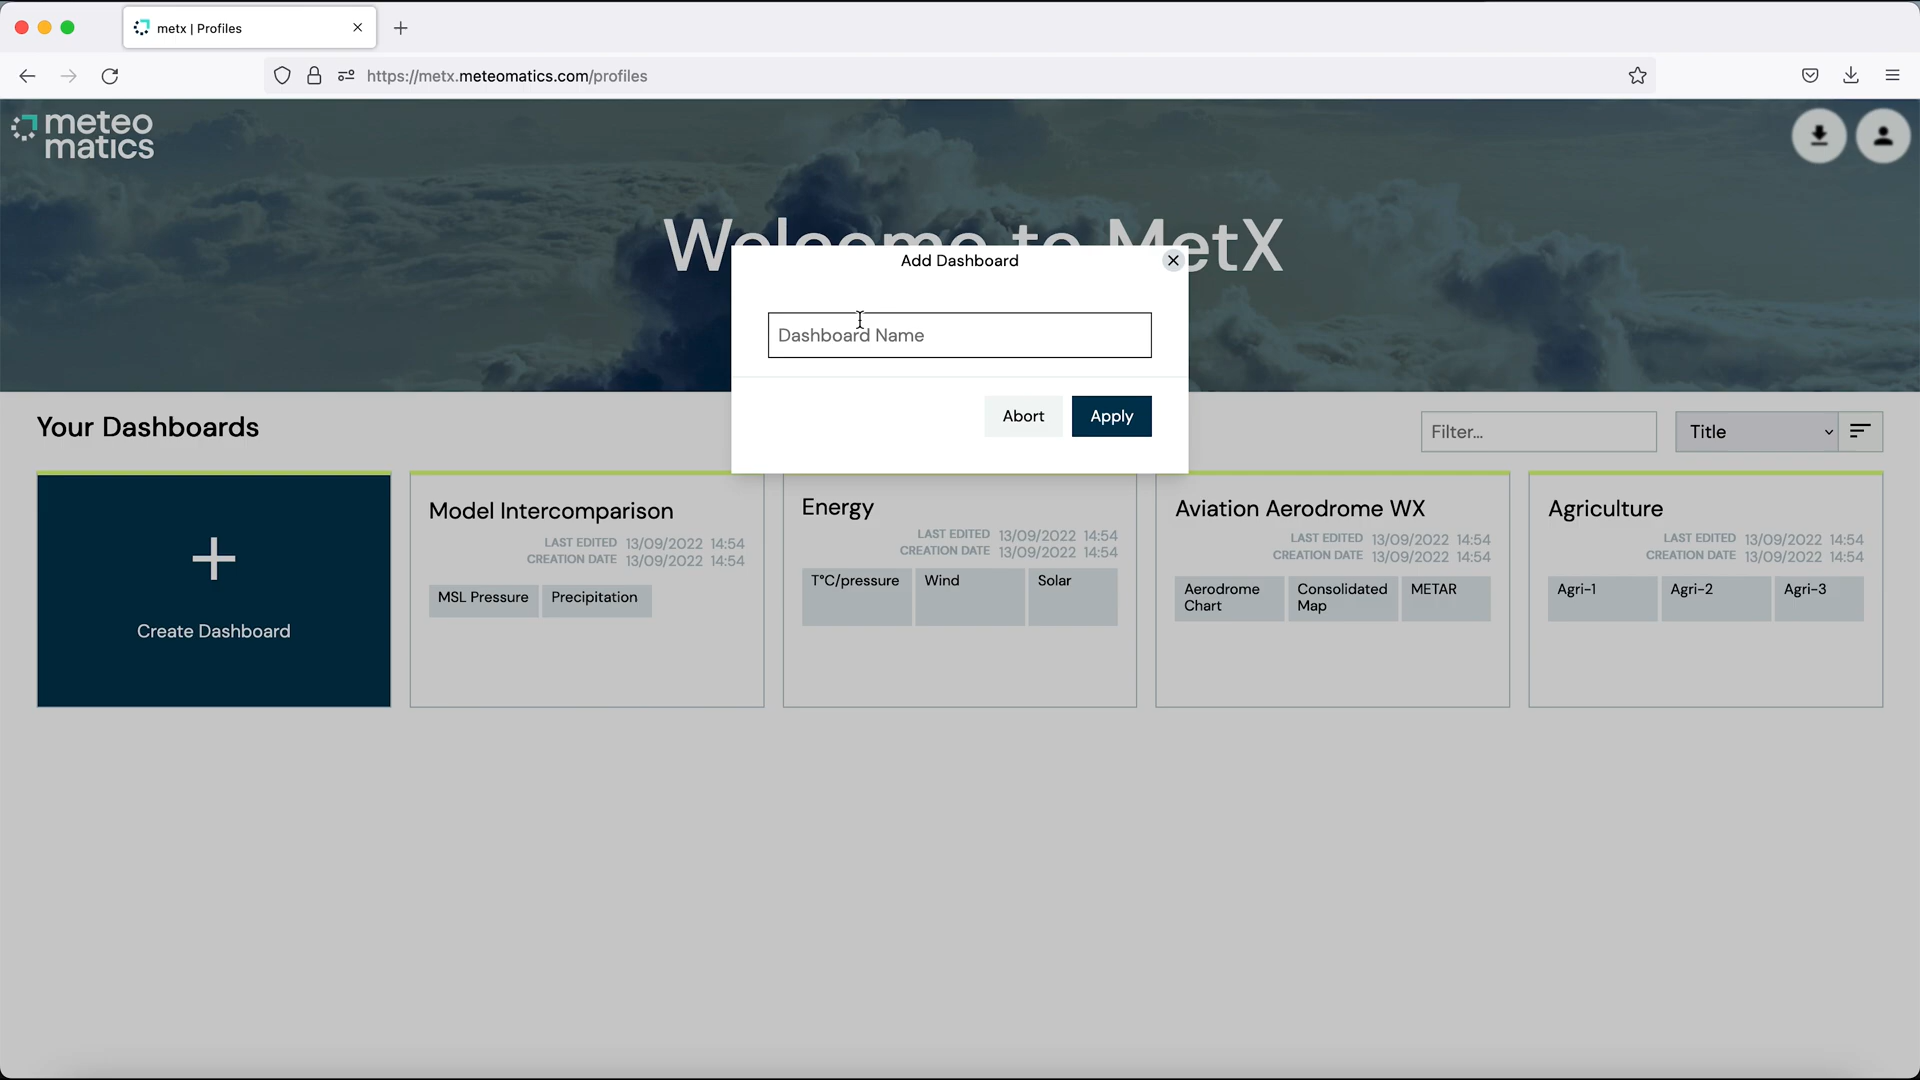 metx | Profiles
https://metx.meteomatics.com/profiles
meteo
matics
Welcome to MetX
Add Dashboard
Dashboard Name
Abort
Apply
Your Dashboards
Filter...
Title
Create Dashboard
Model Intercomparison
LAST EDITED 13/09/2022 14:54
CREATION DATE 13/09/2022 14:54
MSL Pressure
Precipitation
Energy
LAST EDITED 13/09/2022 14:54
CREATION DATE 13/09/2022 14:54
T°C/pressure
Wind
Solar
Aviation Aerodrome WX
LAST EDITED 13/09/2022 14:54
CREATION DATE 13/09/2022 14:54
Aerodrome
Chart
Consolidated
Map
METAR
Agriculture
LAST EDITED 13/09/2022 14:54
CREATION DATE 13/09/2022 14:54
Agri-1
Agri-2
Agri-3